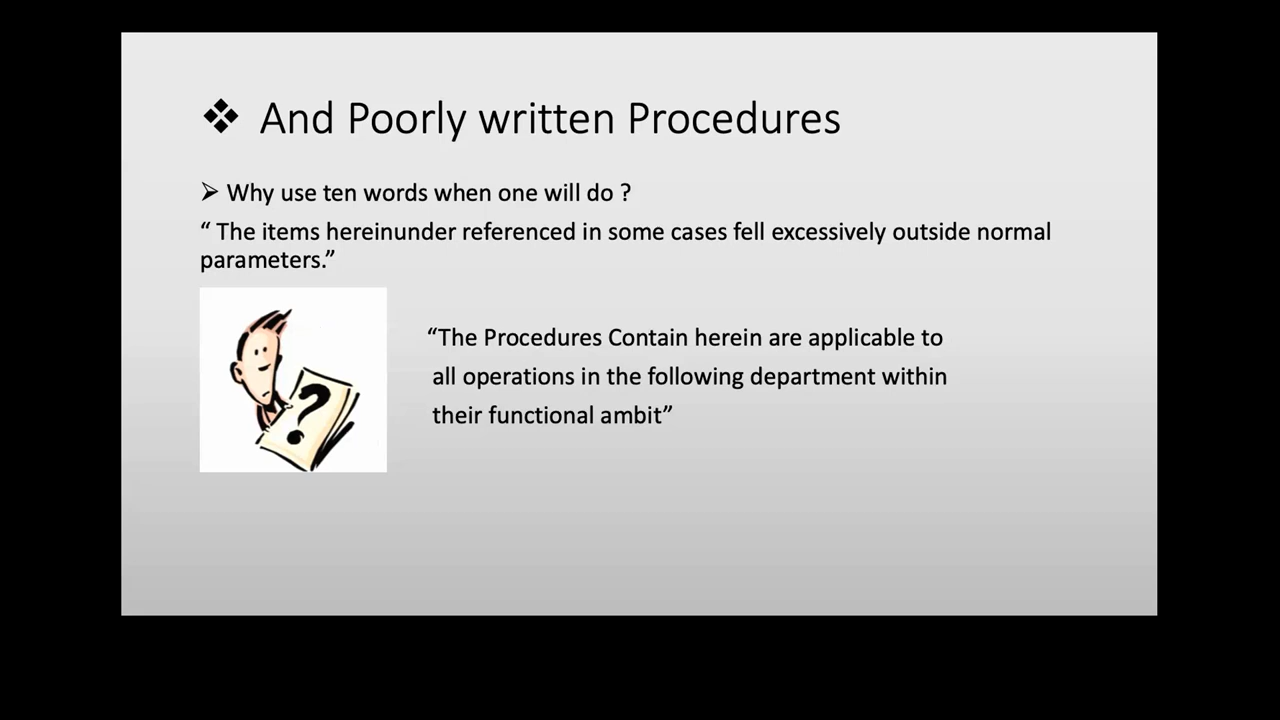 ❖ And Poorly written Procedures
➢ Why use ten words when one will do ?
“ The items hereinunder referenced in some cases fell excessively outside normal
parameters.”
“The Procedures Contain herein are applicable to
all operations in the following department within
their functional ambit”
?